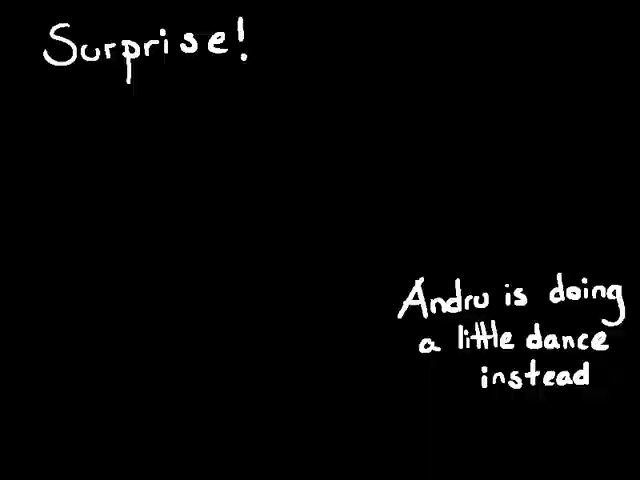 Surprise!
Andru is doing
a little dance
instead